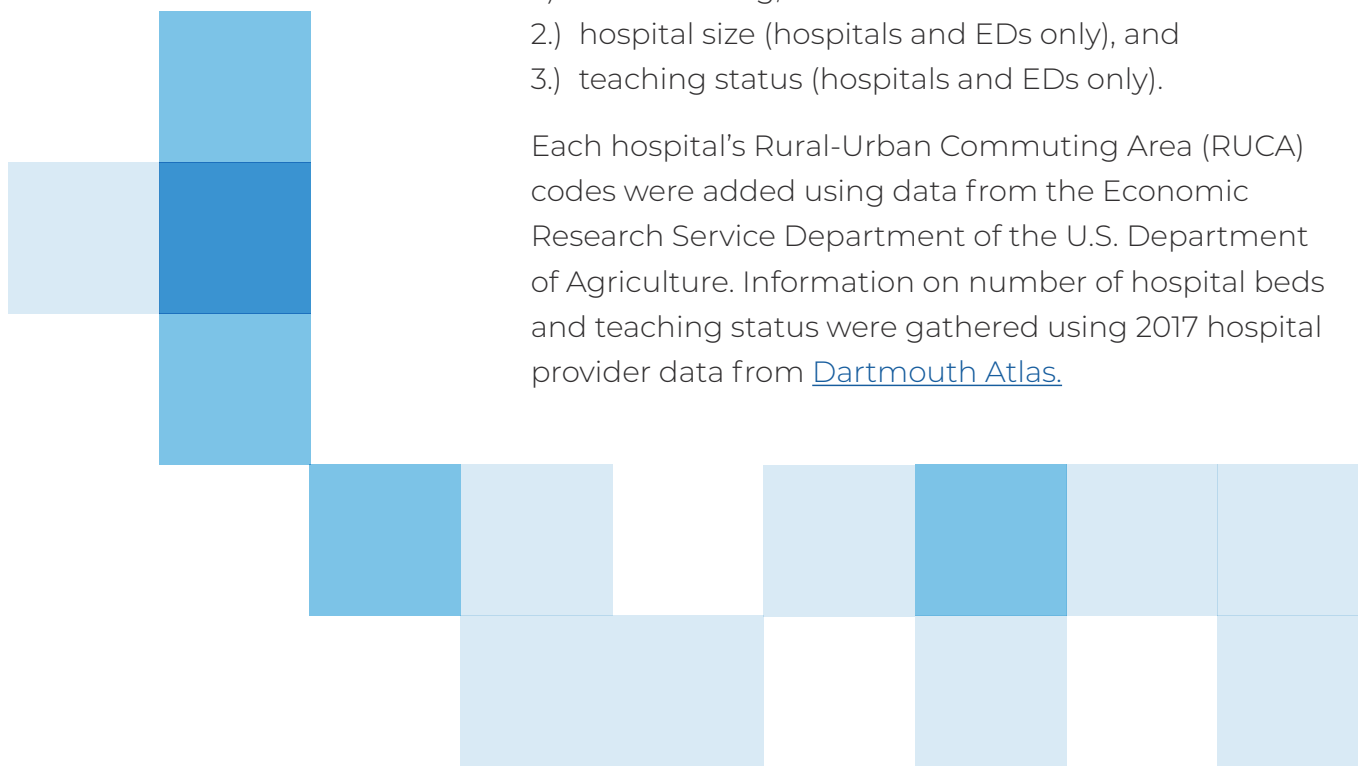 2.) hospital size (hospitals and EDs only), and
3.) teaching status (hospitals and EDs only).
Each hospital’s Rural-Urban Commuting Area (RUCA)
codes were added using data from the Economic
Research Service Department of the U.S. Department
of Agriculture. Information on number of hospital beds
and teaching status were gathered using 2017 hospital
provider data from Dartmouth Atlas.